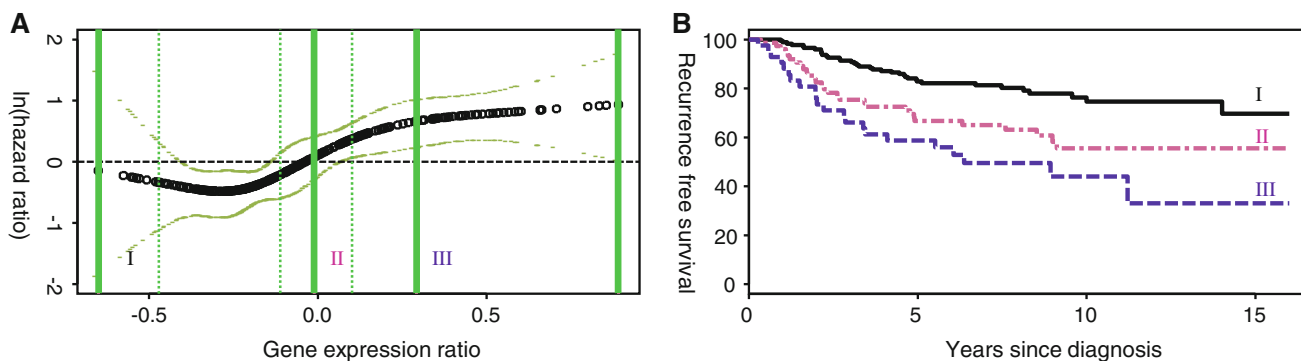 A
ln(hazard ratio)
2
1
0
-1
-2
I
II
III
-0.5
0.0
0.5
Gene expression ratio
B
Recurrence free survival
100
80
60
40
20
0
I
II
III
0
5
10
15
Years since diagnosis